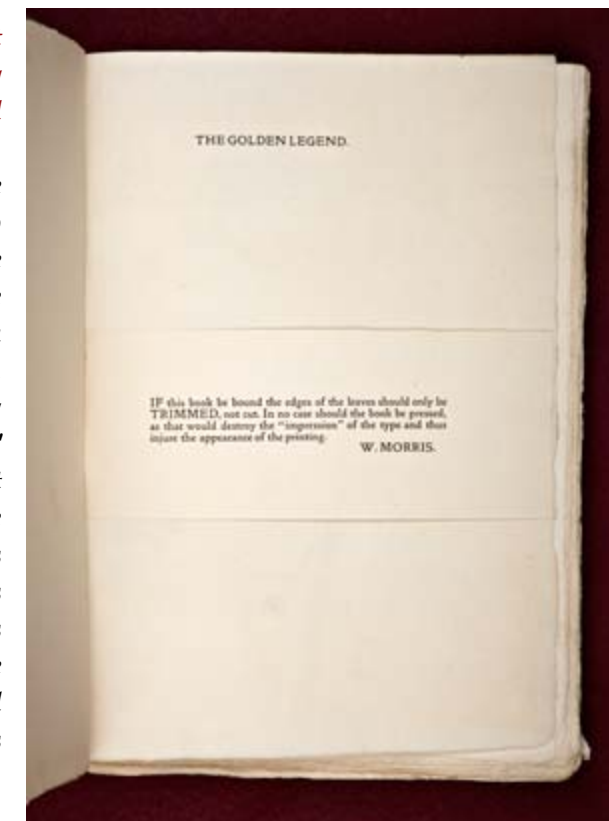 THE GOLDEN LEGEND.
IF this book be bound the edges of the leaves should only be
TRIMMED, not cut. In no case should the book be pressed,
as that would destroy the "impression" of the type and thus
injure the appearance of the printing.
W. MORRIS.